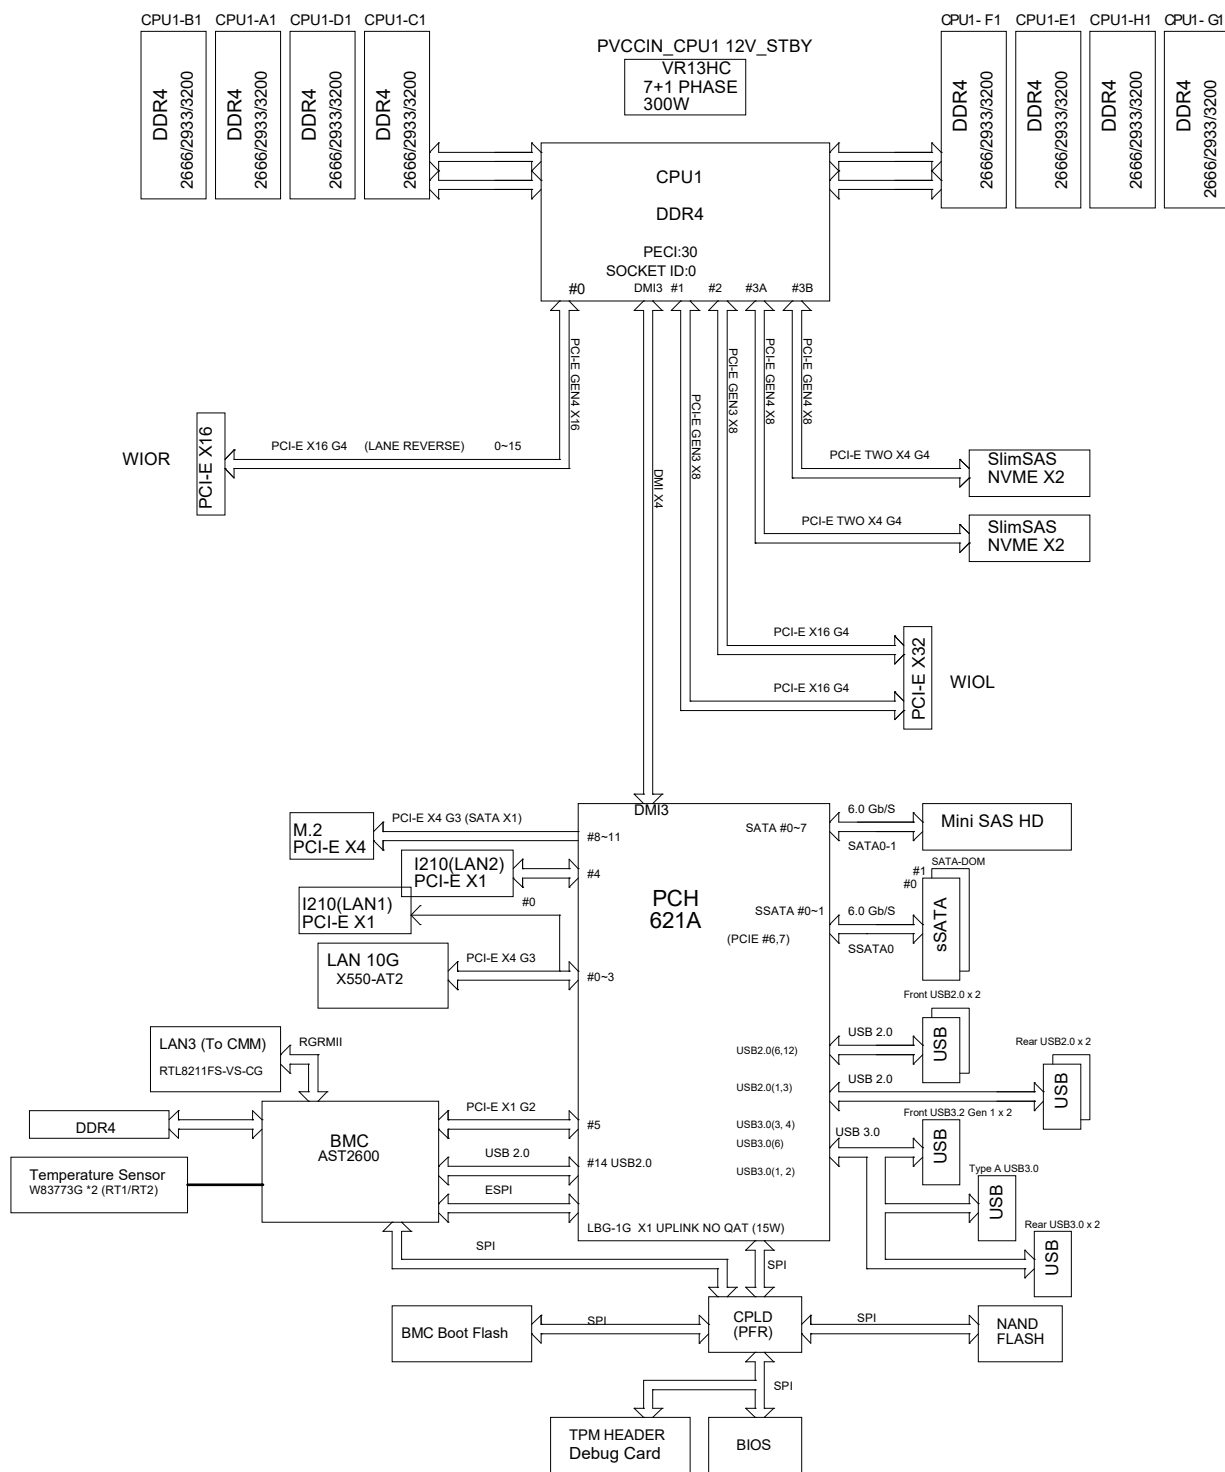 CPU1-B1
CPU1-A1
CPU1-D1
CPU1-C1
CPU1- F1
CPU1-E1
CPU1-H1
CPU1- G1
DDR4
2666/2933/3200
DDR4
2666/2933/3200
DDR4
2666/2933/3200
DDR4
2666/2933/3200
PVCCIN_CPU1 12V_STBY
VR13HC
7+1 PHASE
300W
DDR4
2666/2933/3200
DDR4
2666/2933/3200
DDR4
2666/2933/3200
DDR4
2666/2933/3200
CPU1
DDR4
PECI:30
SOCKET ID:0
#0
DMI3
#1
#2
#3A
#3B
PCI-E GEN4 X16
DMI X4
PCI-E GEN3 X8
PCI-E GEN3 X8
PCI-E GEN4 X8
PCI-E GEN4 X8
WIOR
PCI-E X16
PCI-E X16 G4 (LANE REVERSE) 0~15
PCI-E TWO X4 G4
SlimSAS
NVME X2
PCI-E TWO X4 G4
SlimSAS
NVME X2
PCI-E X16 G4
PCI-E X16 G4
PCI-E X32
WIOL
DMI3
M.2
PCI-E X4
PCI-E X4 G3 (SATA X1)
#8~11
I210(LAN2)
PCI-E X1
#4
I210(LAN1)
PCI-E X1
#0
LAN 10G
X550-AT2
PCI-E X4 G3
#0~3
PCH
621A
SATA #0~7
6.0 Gb/S
SATA0-1
Mini SAS HD
SSATA #0~1
(PCIE #6,7)
6.0 Gb/S
SSATA0
SATA-DOM
#1
#0
sSATA
Front USB2.0 x 2
USB2.0(6,12)
USB 2.0
USB
Rear USB2.0 x 2
USB2.0(1,3)
USB 2.0
USB
Front USB3.2 Gen 1 x 2
USB3.0(3, 4)
USB3.0(6)
USB3.0(1, 2)
USB 3.0
USB
Type A USB3.0
USB
Rear USB3.0 x 2
USB
LAN3 (To CMM)
RTL8211FS-VS-CG
RGRMII
DDR4
Temperature Sensor
W83773G *2 (RT1/RT2)
BMC
AST2600
PCI-E X1 G2
#5
USB 2.0
#14 USB2.0
ESPI
LBG-1G X1 UPLINK NO QAT (15W)
SPI
SPI
BMC Boot Flash
SPI
CPLD
(PFR)
SPI
NAND
FLASH
SPI
TPM HEADER
Debug Card
BIOS